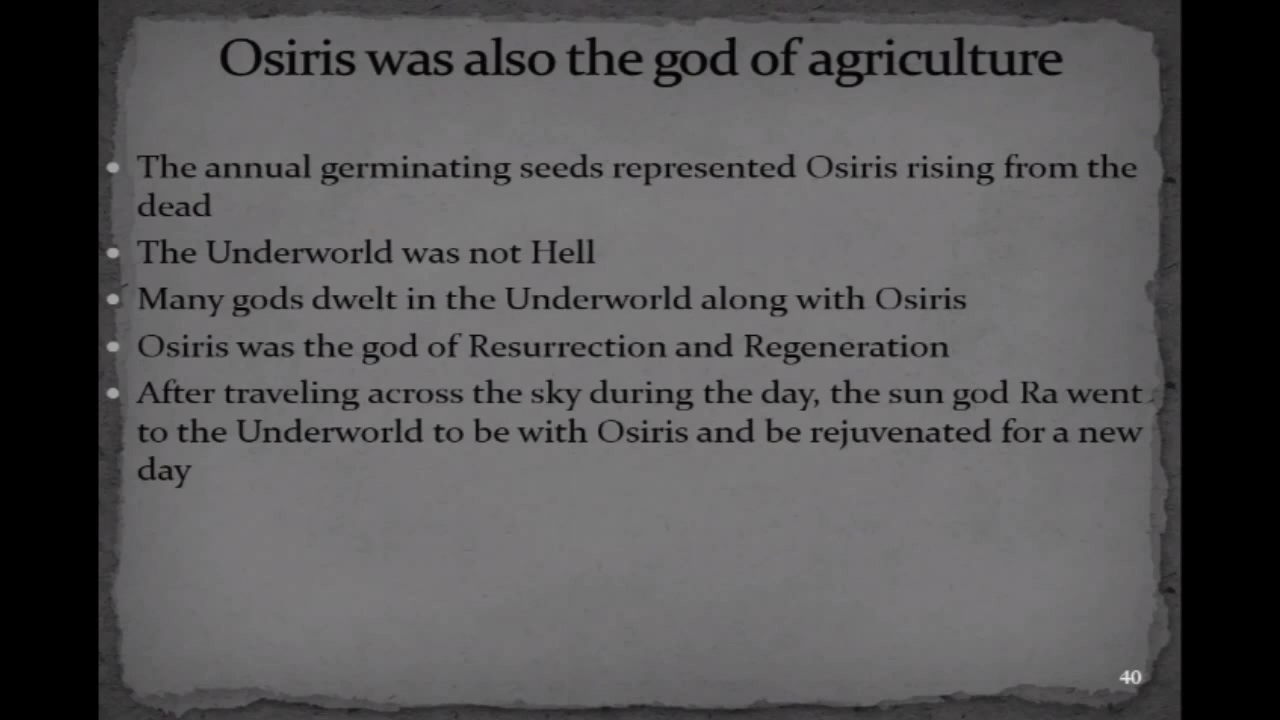 Osiris was also the god of agriculture
• The annual germinating seeds represented Osiris rising from the
dead
• The Underworld was not Hell
• Many gods dwelt in the Underworld along with Osiris
• Osiris was the god of Resurrection and Regeneration
• After traveling across the sky during the day, the sun god Ra went
to the Underworld to be with Osiris and be rejuvenated for a new
day
40